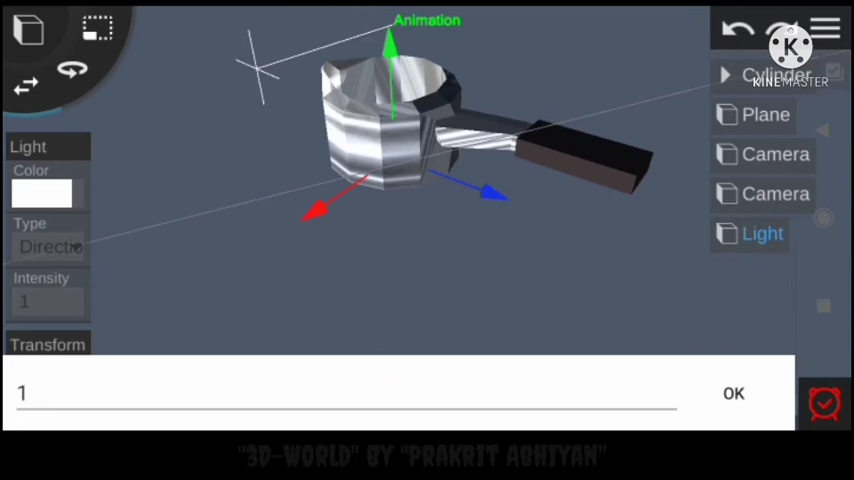 Animation
K
KINEMASTER
Cylinder
Plane
Camera
Camera
Light
Light
Color
Type
Directio
Intensity
1
Transform
1
OK
"3D-WORLD" BY "PRAKRIT ABHIYAN"